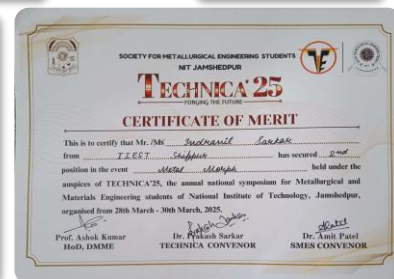 SOCIETY FOR METALLURGICAL ENGINEERING STUDENTS
NIT JAMSHEDPUR
TECHNICA'25
FORGING THE FUTURE
CERTIFICATE OF MERIT
This is to certify that Mr. /Ms Indranil Sarkar
from IIEST Shibpur has secured 2nd
position in the event Metal Morph held under the
auspices of TECHNICA'25, the annual national symposium for Metallurgical and
Materials Engineering students of National Institute of Technology, Jamshedpur,
organised from 28th March - 30th March, 2025.
Prof. Ashok Kumar Dr. Prakash Sarkar Dr. Amit Patel
HoD, DMME TECHNICA CONVENOR SMES CONVENOR